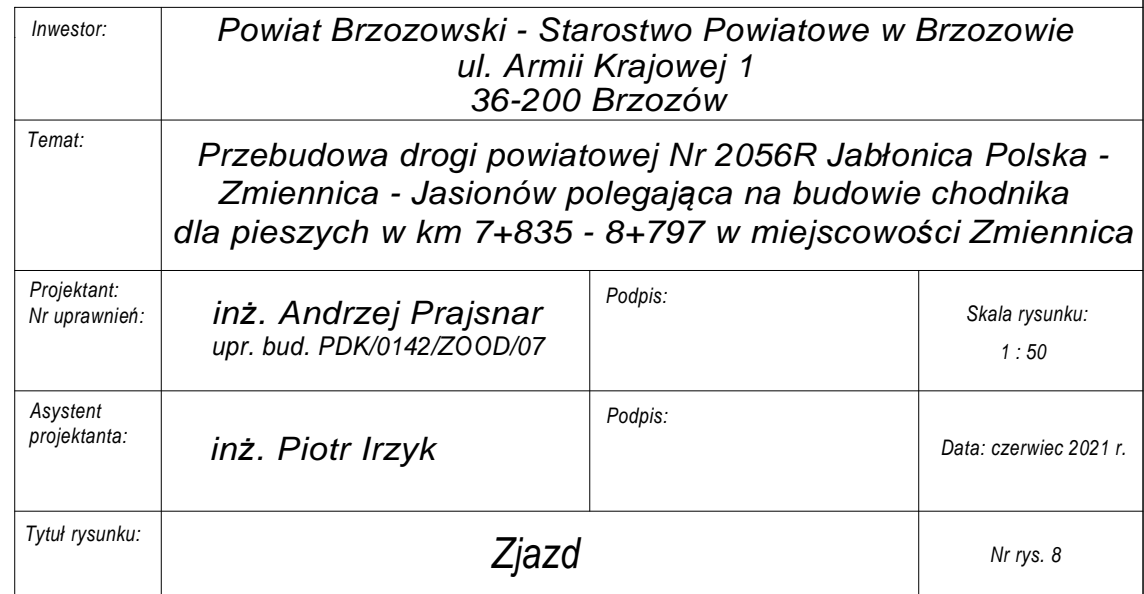 Inwestor:
Powiat Brzozowski - Starostwo Powiatowe w Brzozowie
ul. Armii Krajowej 1
36-200 Brzozów
Temat:
Przebudowa drogi powiatowej Nr 2056R Jabłonica Polska -
Zmiennica - Jasionów polegająca na budowie chodnika
dla pieszych w km 7+835 - 8+797 w miejscowości Zmiennica
Projektant:
Nr uprawnień:
inż. Andrzej Prajsnar
upr. bud. PDK/0142/ZOOD/07
Podpis:
Skala rysunku:
1 : 50
Asystent
projektanta:
inż. Piotr Irzyk
Podpis:
Data: czerwiec 2021 r.
Tytuł rysunku:
Zjazd
Nr rys. 8